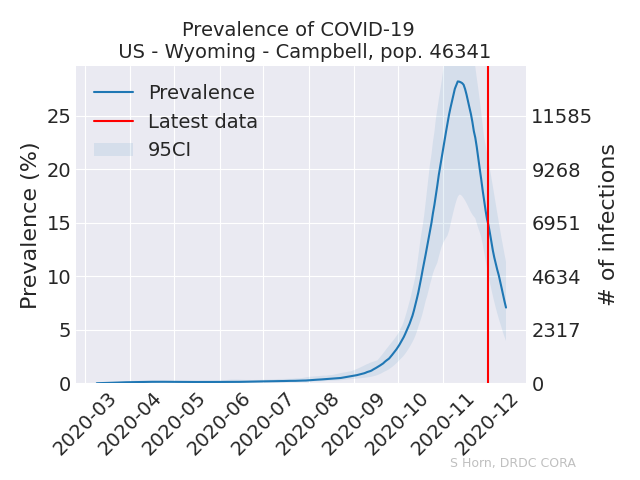 Prevalence of COVID-19
US - Wyoming - Campbell, pop. 46341
Prevalence
Latest data
95CI
Prevalence (%)
25
20
15
10
5
0
11585
9268
6951
4634
2317
0
# of infections
2020-03
2020-04
2020-05
2020-06
2020-07
2020-08
2020-09
2020-10
2020-11
2020-12
S Horn, DRDC CORA